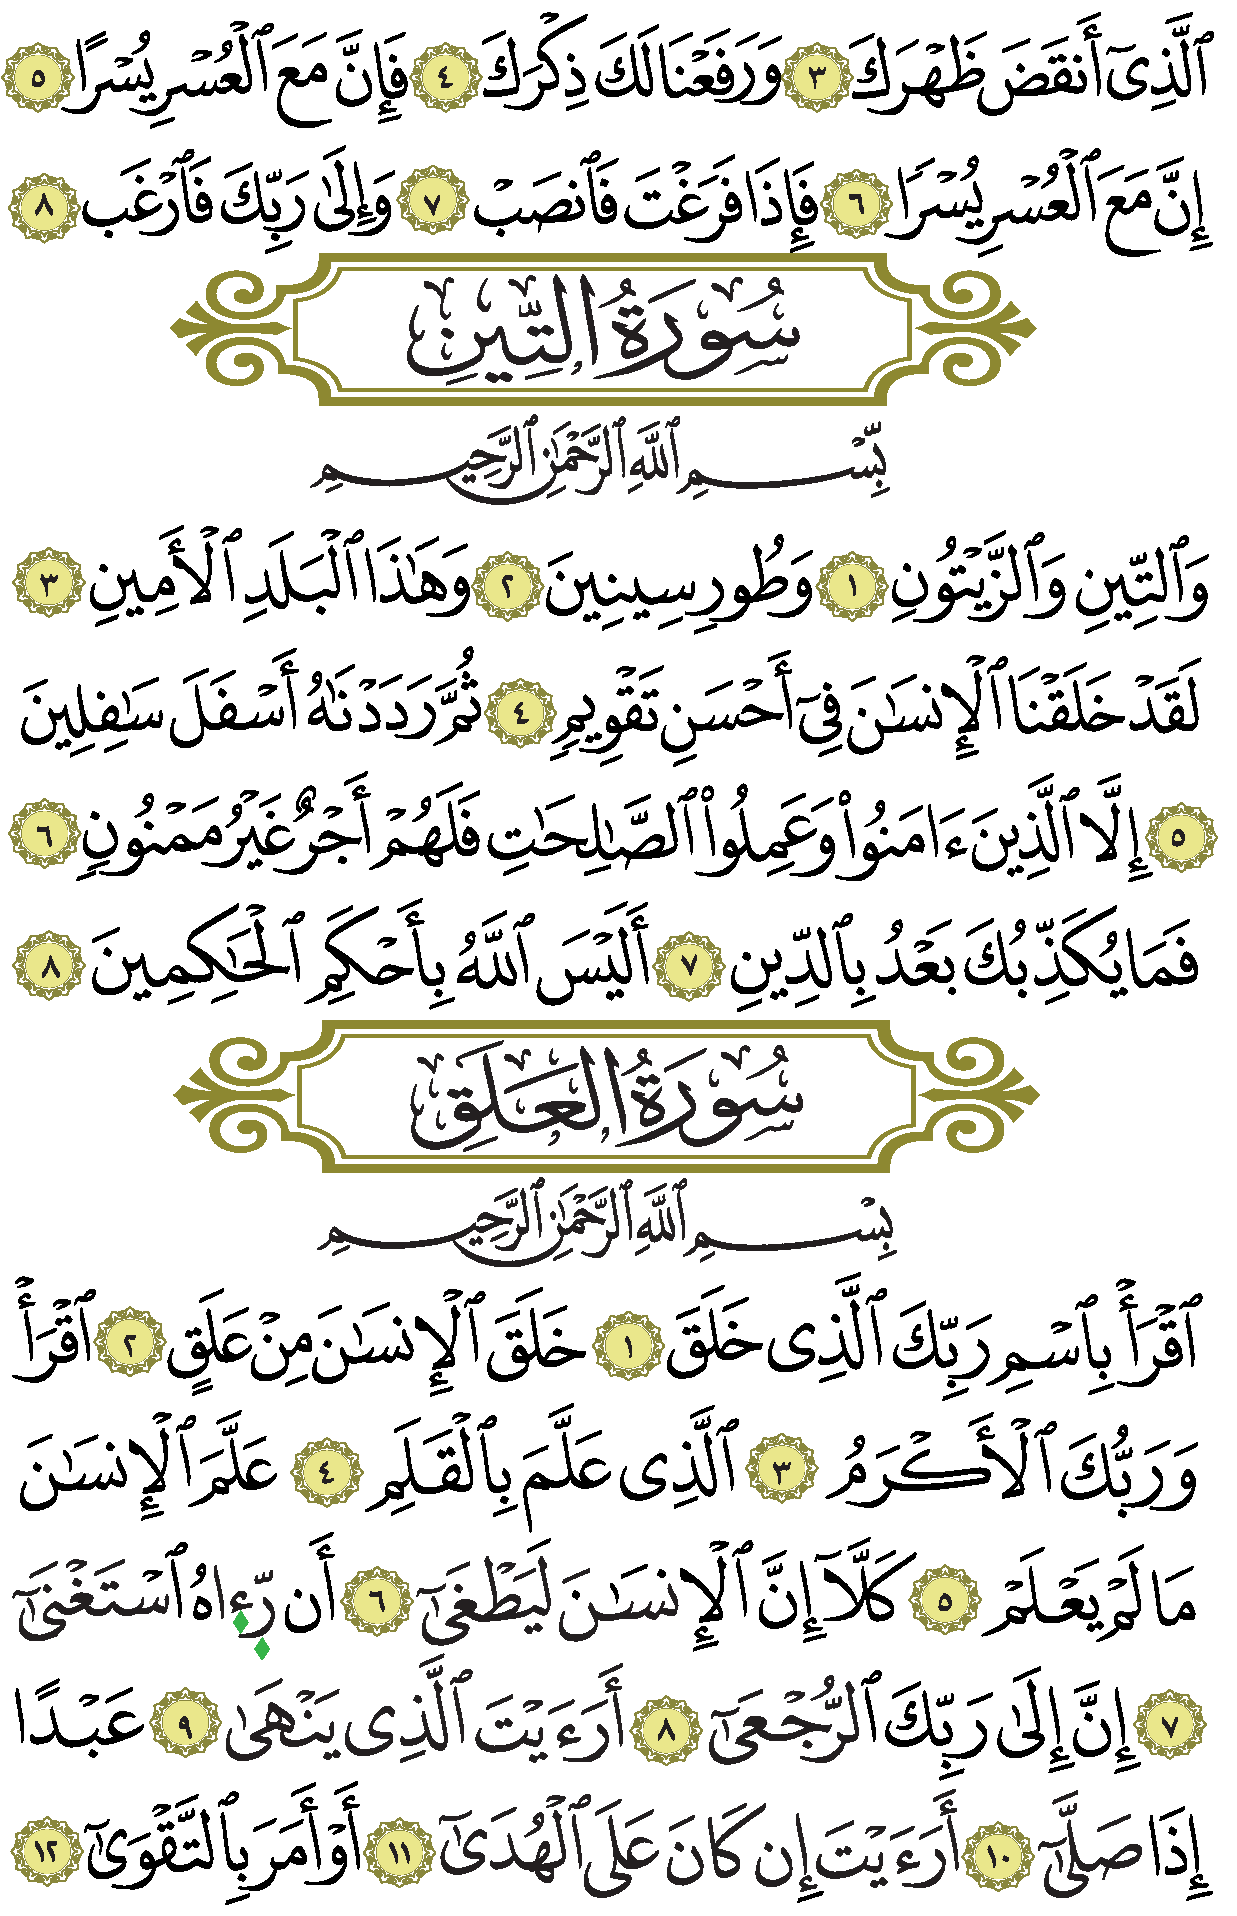 ٱلَّذِىٓ أَنقَضَ ظَهْرَكَ ٣ وَرَفَعْنَا لَكَ ذِكْرَكَ ٤ فَإِنَّ مَعَ ٱلْعُسْرِ يُسْرًا ٥
إِنَّ مَعَ ٱلْعُسْرِ يُسْرًا ٦ فَإِذَا فَرَغْتَ فَٱنصَبْ ٧ وَإِلَىٰ رَبِّكَ فَٱرْغَب ٨
سُورَةُ التِّينِ
بِّسْمِ ٱللَّهِ ٱلرَّحْمَٰنِ ٱلرَّحِيمِ
وَٱلتِّينِ وَٱلزَّيْتُونِ ١ وَطُورِ سِينِينَ ٢ وَهَٰذَا ٱلْبَلَدِ ٱلْأَمِينِ ٣
لَقَدْ خَلَقْنَا ٱلْإِنسَٰنَ فِىٓ أَحْسَنِ تَقْوِيمٍ ٤ ثُمَّ رَدَدْنَٰهُ أَسْفَلَ سَٰفِلِينَ
٥ إِلَّا ٱلَّذِينَ ءَامَنُوا۟ وَعَمِلُوا۟ ٱلصَّٰلِحَٰتِ فَلَهُمْ أَجْرٌ غَيْرُ مَمْنُونٍ ٦
فَمَا يُكَذِّبُكَ بَعْدُ بِٱلدِّينِ ٧ أَلَيْسَ ٱللَّهُ بِأَحْكَمِ ٱلْحَٰكِمِينَ ٨
سُورَةُ العَلَقِ
بِسْمِ ٱللَّهِ ٱلرَّحْمَٰنِ ٱلرَّحِيمِ
ٱقْرَأْ بِٱسْمِ رَبِّكَ ٱلَّذِى خَلَقَ ١ خَلَقَ ٱلْإِنسَٰنَ مِنْ عَلَقٍ ٢ ٱقْرَأْ
وَرَبُّكَ ٱلْأَكْرَمُ ٣ ٱلَّذِى عَلَّمَ بِٱلْقَلَمِ ٤ عَلَّمَ ٱلْإِنسَٰنَ
مَا لَمْ يَعْلَمْ ٥ كَلَّآ إِنَّ ٱلْإِنسَٰنَ لَيَطْغَىٰٓ ٦ أَن رَّءَاهُ ٱسْتَغْنَىٰٓ
٧ إِنَّ إِلَىٰ رَبِّكَ ٱلرُّجْعَىٰٓ ٨ أَرَءَيْتَ ٱلَّذِى يَنْهَىٰ ٩ عَبْدًا
إِذَا صَلَّىٰٓ ١٠ أَرَءَيْتَ إِن كَانَ عَلَى ٱلْهُدَىٰٓ ١١ أَوْ أَمَرَ بِٱلتَّقْوَىٰٓ ١٢